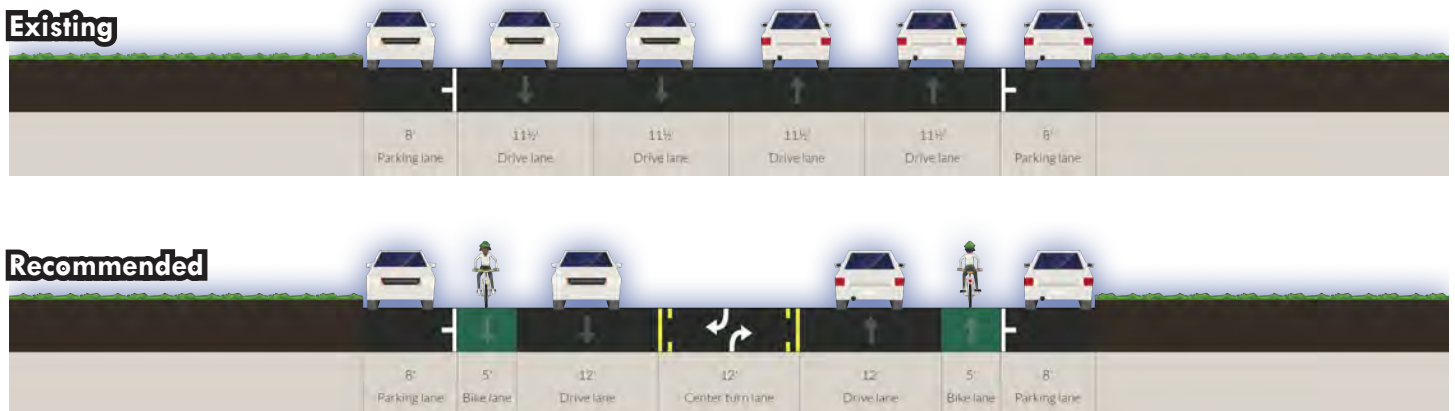 Existing
8' 11½' 11½' 11½' 11½' 8'
Parking lane Drive lane Drive lane Drive lane Drive lane Parking lane
Recommended
8' 5' 12' 12' 12' 5' 8'
Parking lane Bike lane Drive lane Center turn lane Drive lane Bike lane Parking lane